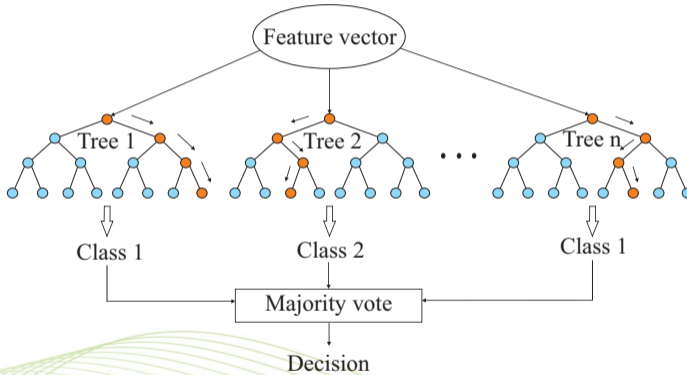 Feature vector
Tree 1
Tree 2
Tree n
Class 1
Class 2
Class 1
Majority vote
Decision